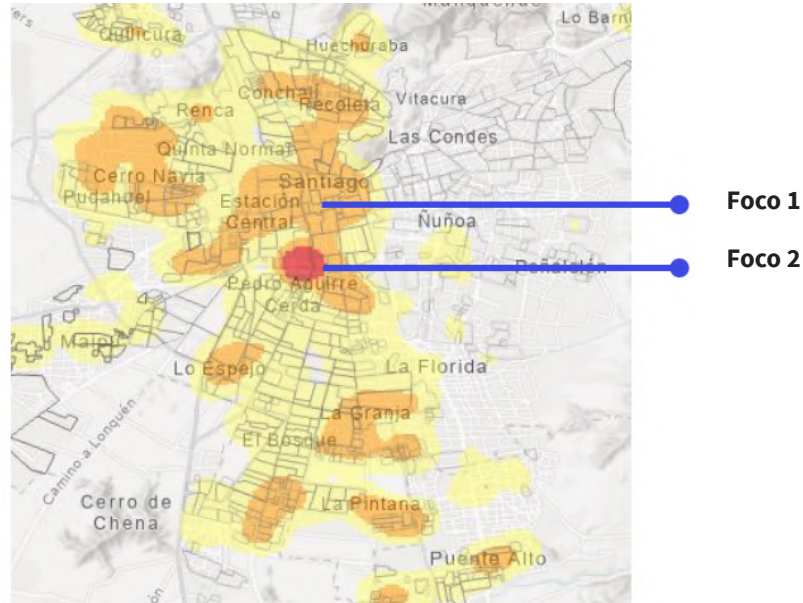 Lo Barn
Quilicura
Huechuraba
Conchalí
Recoleta
Vitacura
Renca
Las Condes
Quinta Normal
Cerro Navia
Santiago
Pudahuel
Estación
Central
Ñuñoa
Foco 1
Foco 2
Peñalolén
Pedro Aguirre
Cerda
Maipú
Lo Espejo
La Florida
La Granja
El Bosque
Camino a Lonquén
Cerro de
Chena
La Pintana
Puente Alto
ón